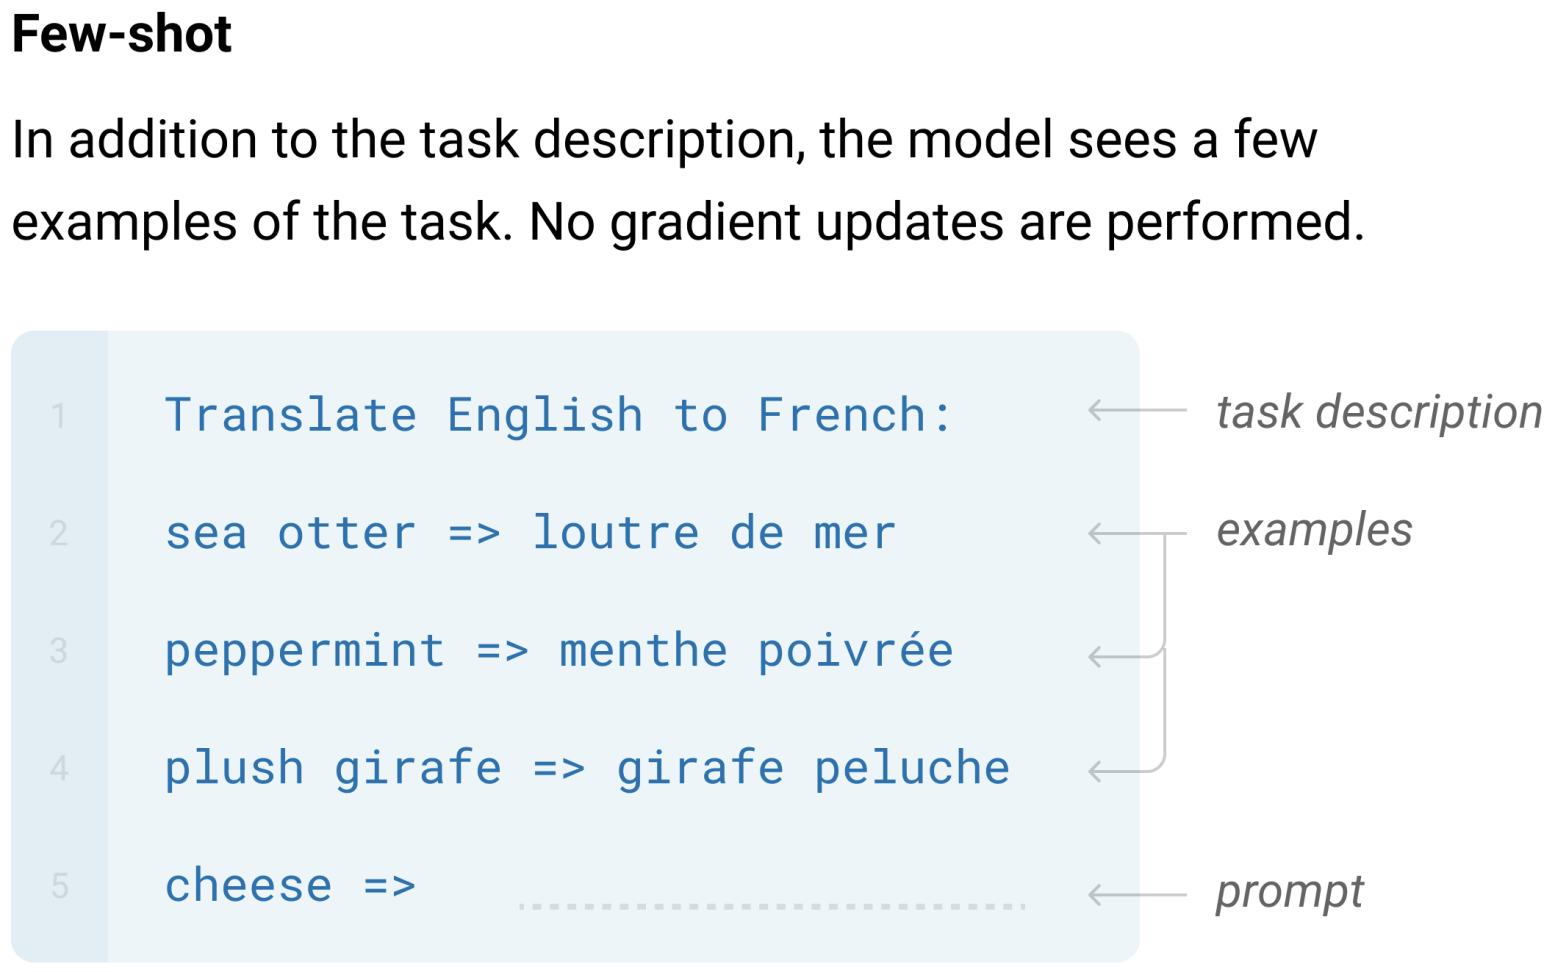 Few-shot
In addition to the task description, the model sees a few
examples of the task. No gradient updates are performed.
1 Translate English to French: task description
2 sea otter => loutre de mer examples
3 peppermint => menthe poivrée
4 plush girafe => girafe peluche
5 cheese => prompt